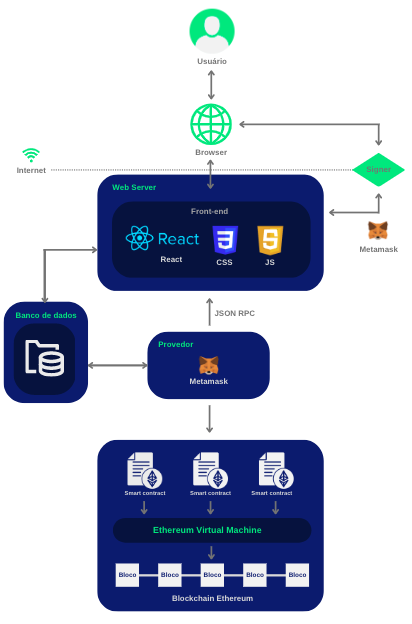 Usuário
Browser
Internet
Signer
Web Server
Front-end
React
React
CSS
JS
Metamask
JSON RPC
Banco de dados
Provedor
Metamask
Smart contract
Smart contract
Smart contract
Ethereum Virtual Machine
Bloco
Bloco
Bloco
Bloco
Bloco
Blockchain Ethereum